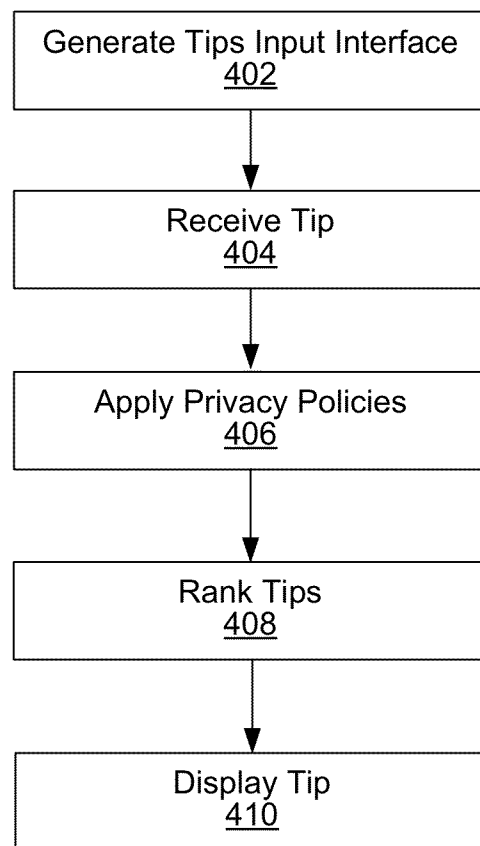 Generate Tips Input Interface
402
Receive Tip
404
Apply Privacy Policies
406
Rank Tips
408
Display Tip
410